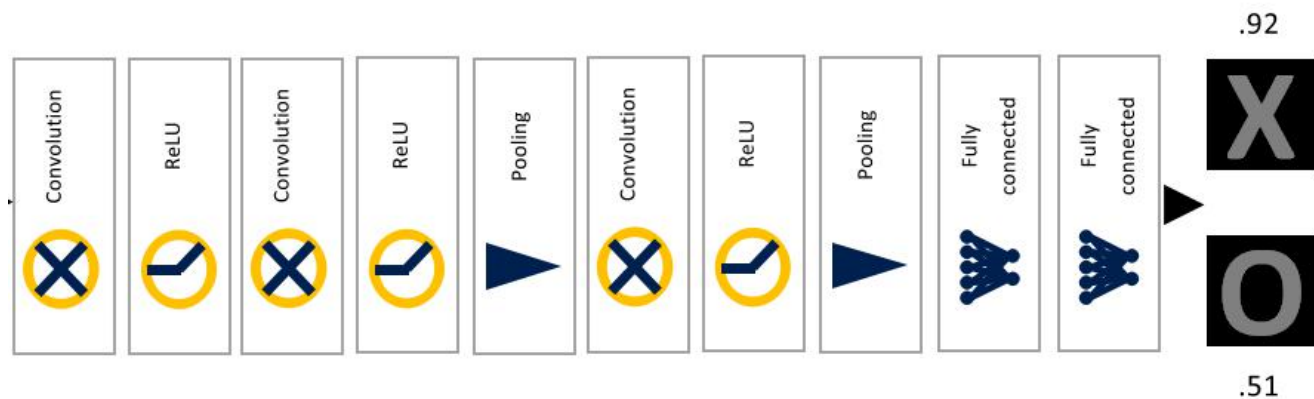 Convolution
ReLU
Convolution
ReLU
Pooling
Convolution
ReLU
Pooling
Fully
connected
Fully
connected
.92
X
O
.51